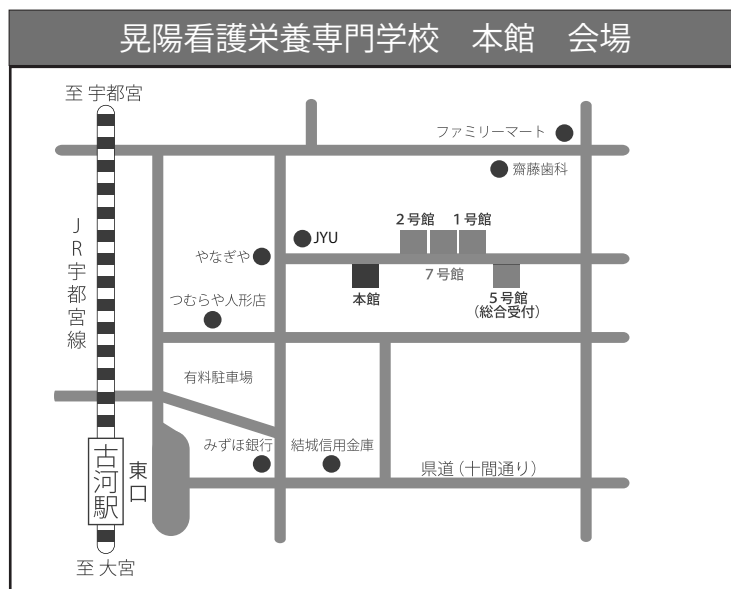 晃陽看護栄養専門学校　本館　会場
至 宇都宮
ファミリーマート
齋藤歯科
JR宇都宮線
2号館
1号館
JYU
やなぎや
7号館
本館
5号館
（総合受付）
つむらや人形店
有料駐車場
みずほ銀行
結城信用金庫
県道（十間通り）
古河駅
東口
至 大宮